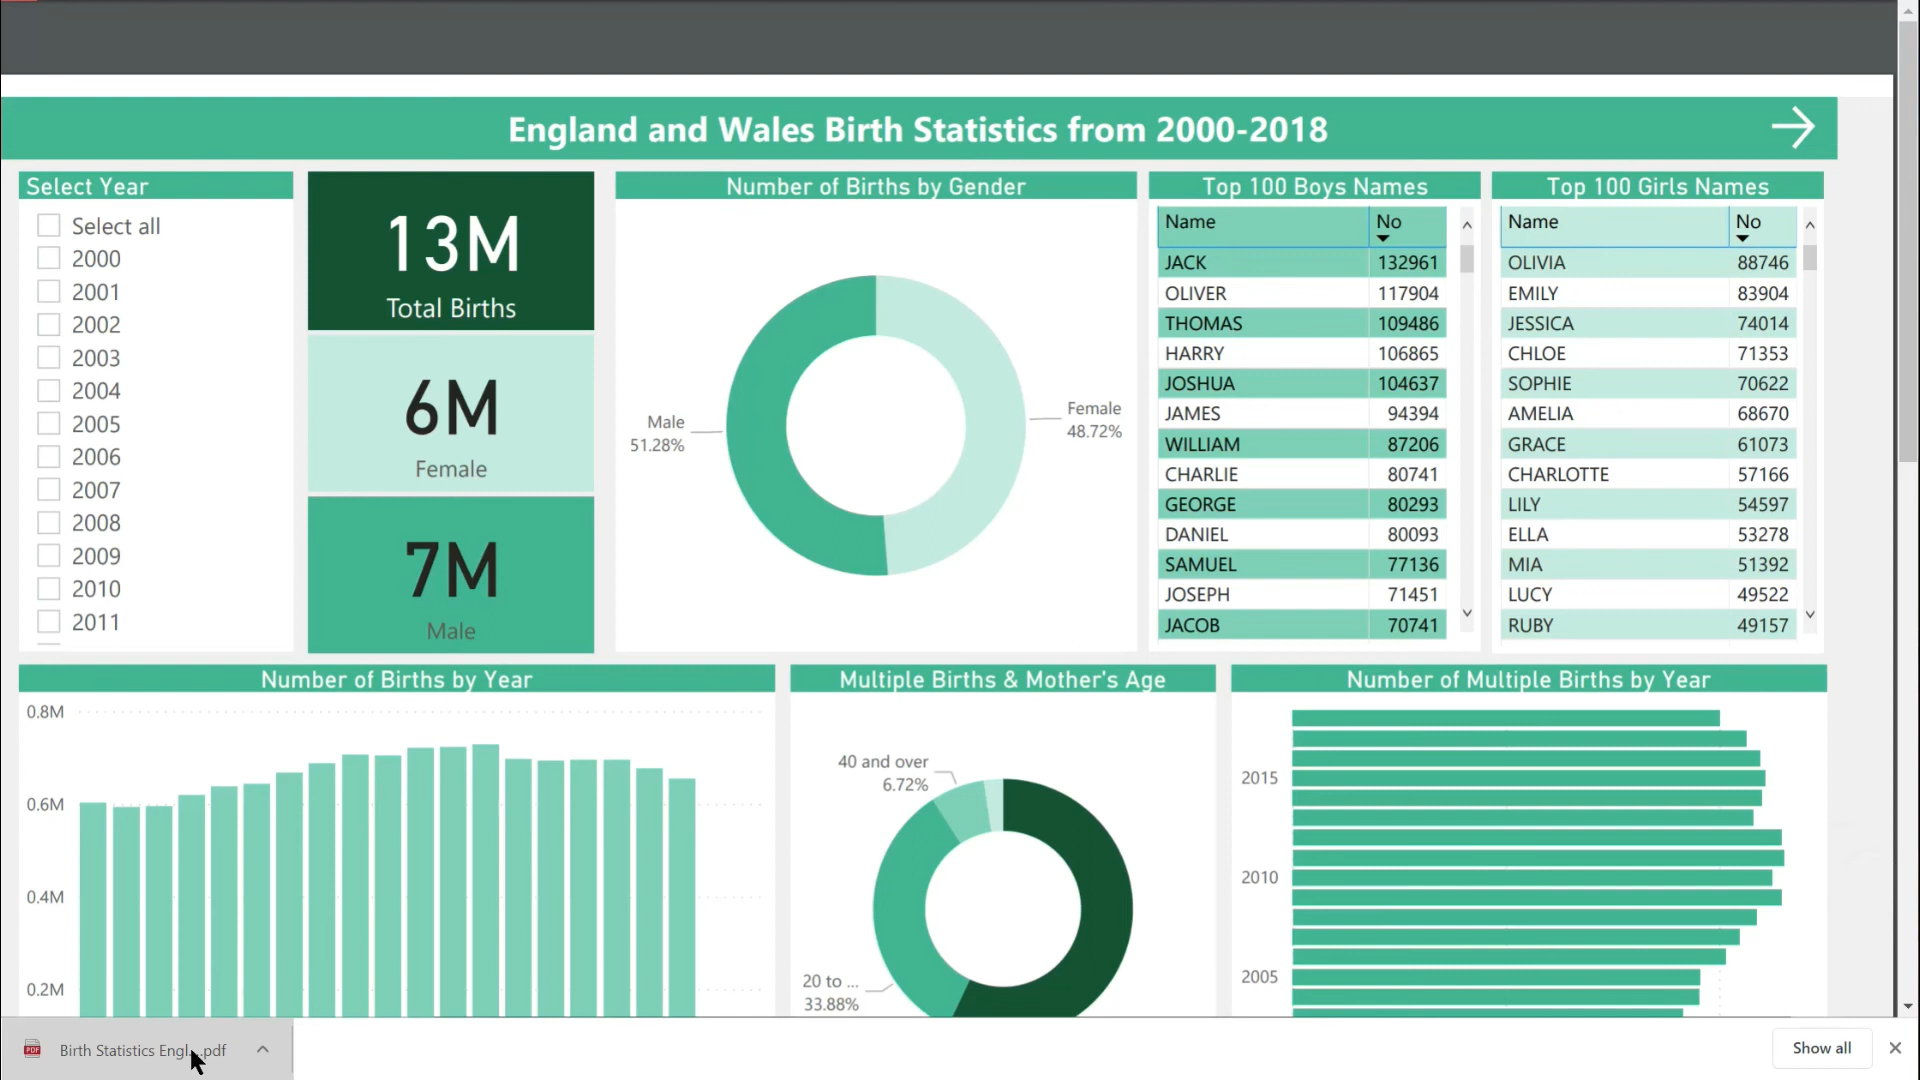 England and Wales Birth Statistics from 2000-2018
Select Year
Select all
2000
2001
2002
2003
2004
2005
2006
2007
2008
2009
2010
2011
13M
Total Births
6M
Female
7M
Male
Number of Births by Gender
Male
51.28%
Female
48.72%
Top 100 Boys Names
Name No
JACK 132961
OLIVER 117904
THOMAS 109486
HARRY 106865
JOSHUA 104637
JAMES 94394
WILLIAM 87206
CHARLIE 80741
GEORGE 80293
DANIEL 80093
SAMUEL 77136
JOSEPH 71451
JACOB 70741
Top 100 Girls Names
Name No
OLIVIA 88746
EMILY 83904
JESSICA 74014
CHLOE 71353
SOPHIE 70622
AMELIA 68670
GRACE 61073
CHARLOTTE 57166
LILY 54597
ELLA 53278
MIA 51392
LUCY 49522
RUBY 49157
Number of Births by Year
0.8M
0.6M
0.4M
0.2M
Multiple Births & Mother's Age
40 and over
6.72%
20 to ...
33.88%
Number of Multiple Births by Year
2015
2010
2005
PDF
Birth Statistics Engl....pdf
Show all